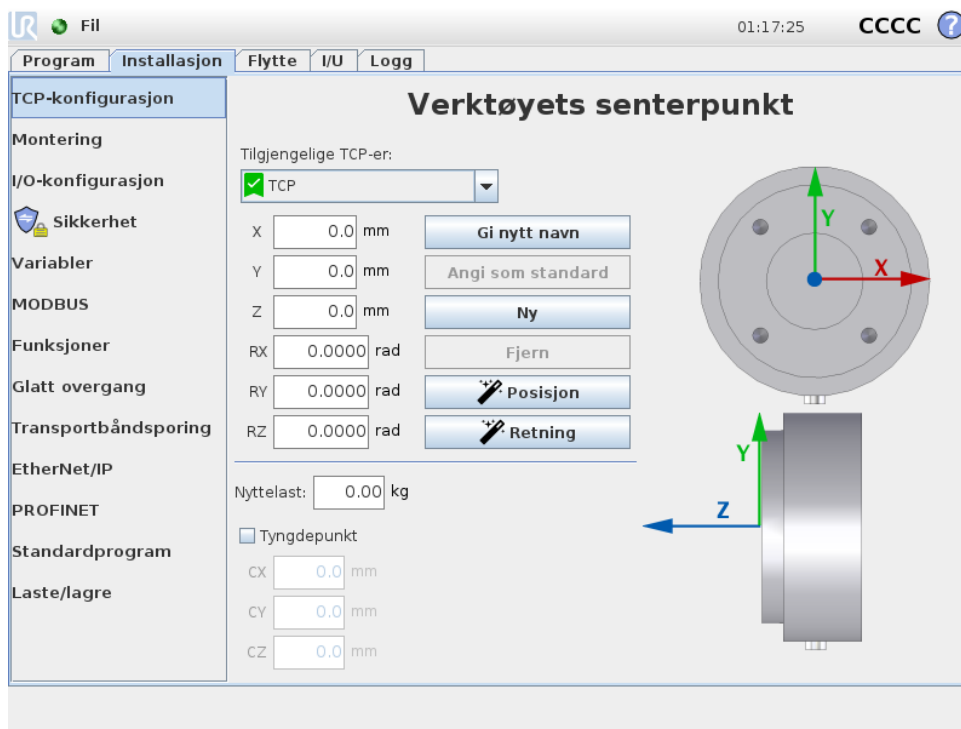 UR Fil 01:17:25 CCCC ?
Program Installasjon Flytte I/U Logg
TCP-konfigurasjon
Montering
I/O-konfigurasjon
Sikkerhet
Variabler
MODBUS
Funksjoner
Glatt overgang
Transportbåndsporing
EtherNet/IP
PROFINET
Standardprogram
Laste/lagre
Verktøyets senterpunkt
Tilgjengelige TCP-er:
TCP
X 0.0 mm Gi nytt navn
Y 0.0 mm Angi som standard
Z 0.0 mm Ny
RX 0.0000 rad Fjern
RY 0.0000 rad Posisjon
RZ 0.0000 rad Retning
Nyttelast: 0.00 kg
Tyngdepunkt
CX 0.0 mm
CY 0.0 mm
CZ 0.0 mm
Y
X
Y
Z